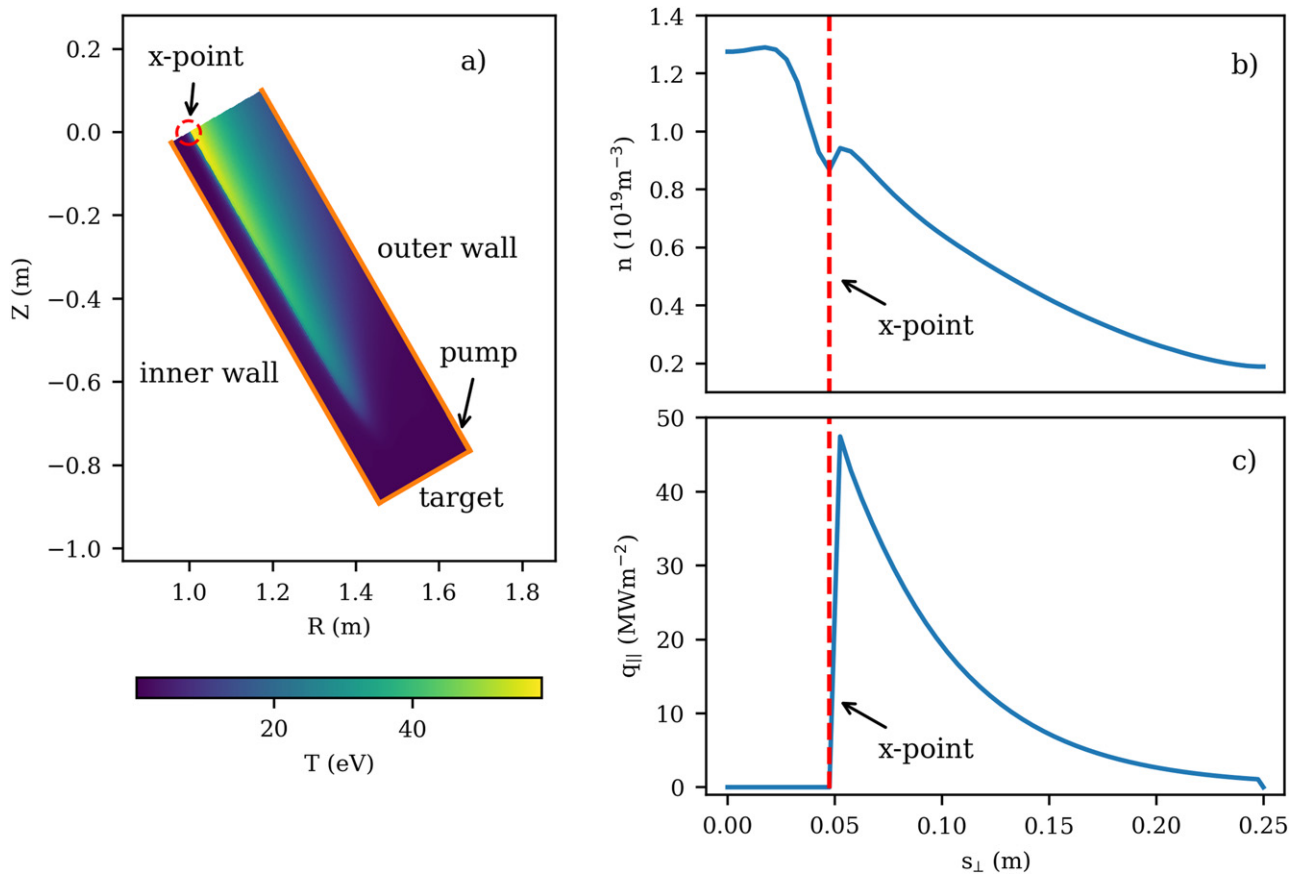 a)
x-point
outer wall
pump
inner wall
target
0.2
0.0
−0.2
−0.4
−0.6
−0.8
−1.0
Z (m)
1.0 1.2 1.4 1.6 1.8
R (m)
20 40
T (eV)
b)
1.4
1.2
1.0
0.8
0.6
0.4
0.2
n (10¹⁹m⁻³)
x-point
c)
50
40
30
20
10
0
q|| (MWm⁻²)
x-point
0.00 0.05 0.10 0.15 0.20 0.25
s⊥ (m)